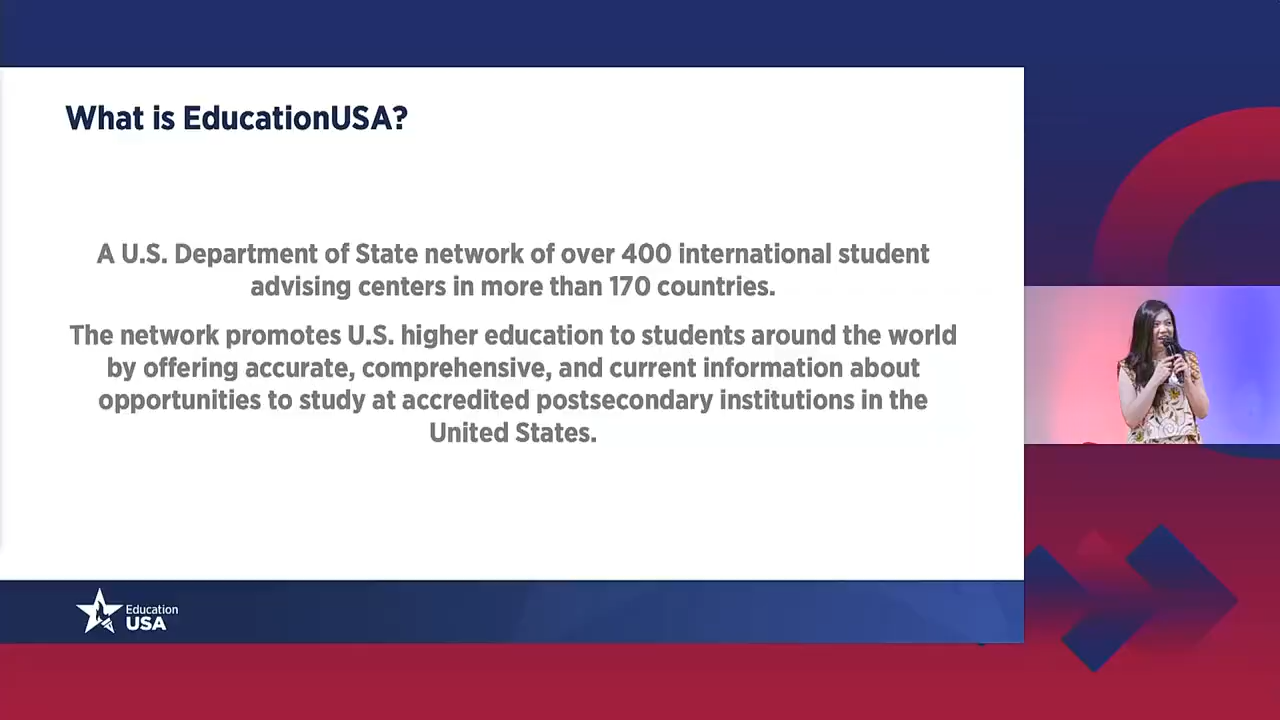 What is EducationUSA?
A U.S. Department of State network of over 400 international student
advising centers in more than 170 countries.
The network promotes U.S. higher education to students around the world
by offering accurate, comprehensive, and current information about
opportunities to study at accredited postsecondary institutions in the
United States.
Education
USA